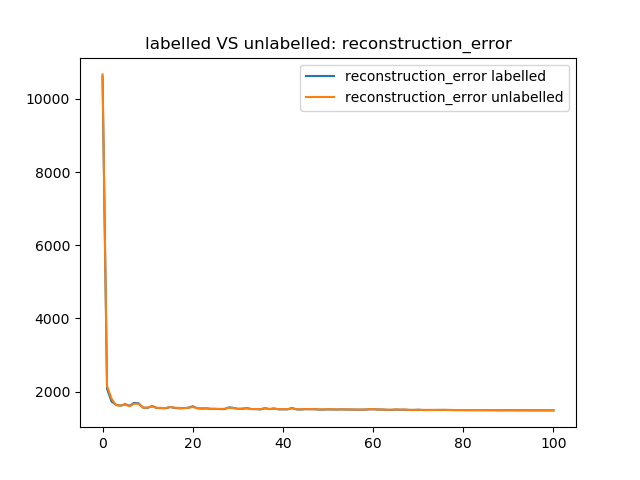 labelled VS unlabelled: reconstruction_error
reconstruction_error labelled
reconstruction_error unlabelled
10000
8000
6000
4000
2000
0 20 40 60 80 100